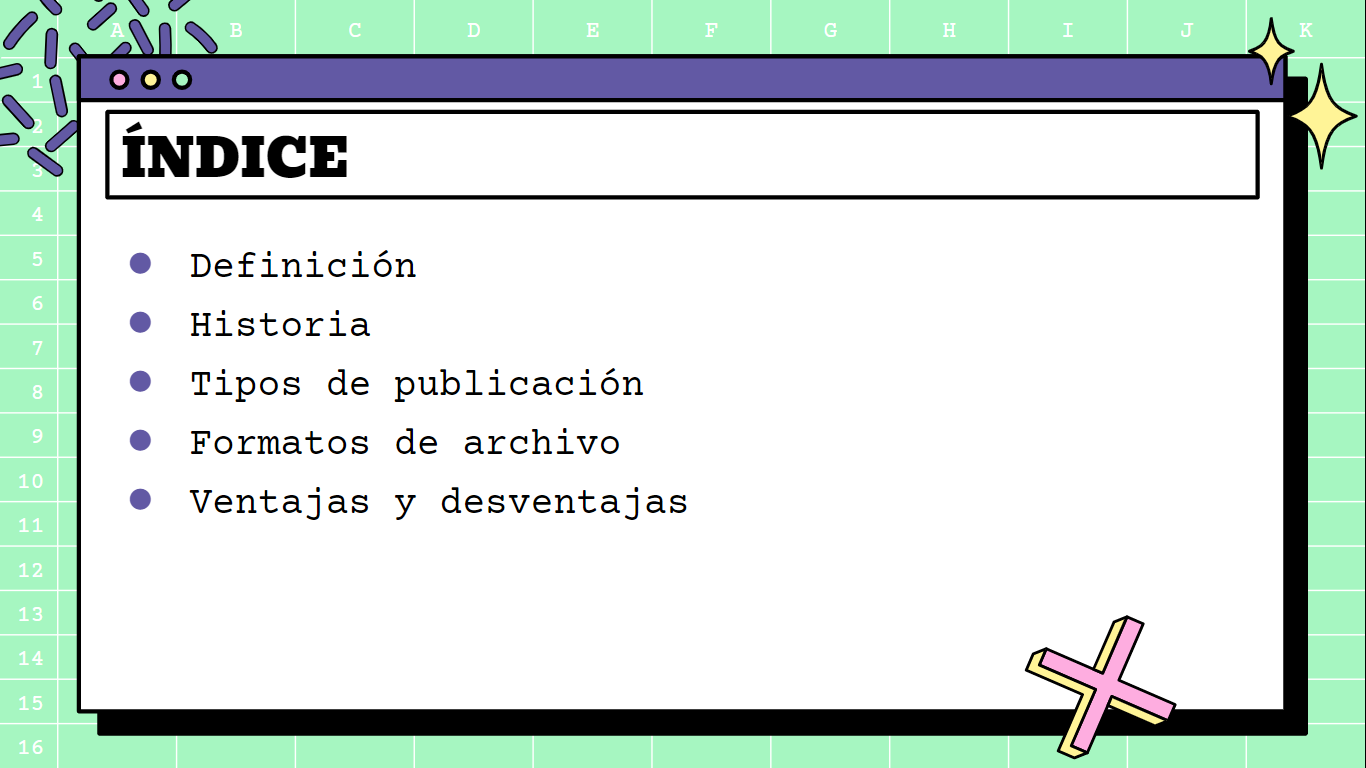 A B C D E F G H I J K
1
2
3
ÍNDICE
4
5
Definición
6
Historia
7
8
Tipos de publicación
9
Formatos de archivo
10
Ventajas y desventajas
11
12
13
14
15
16